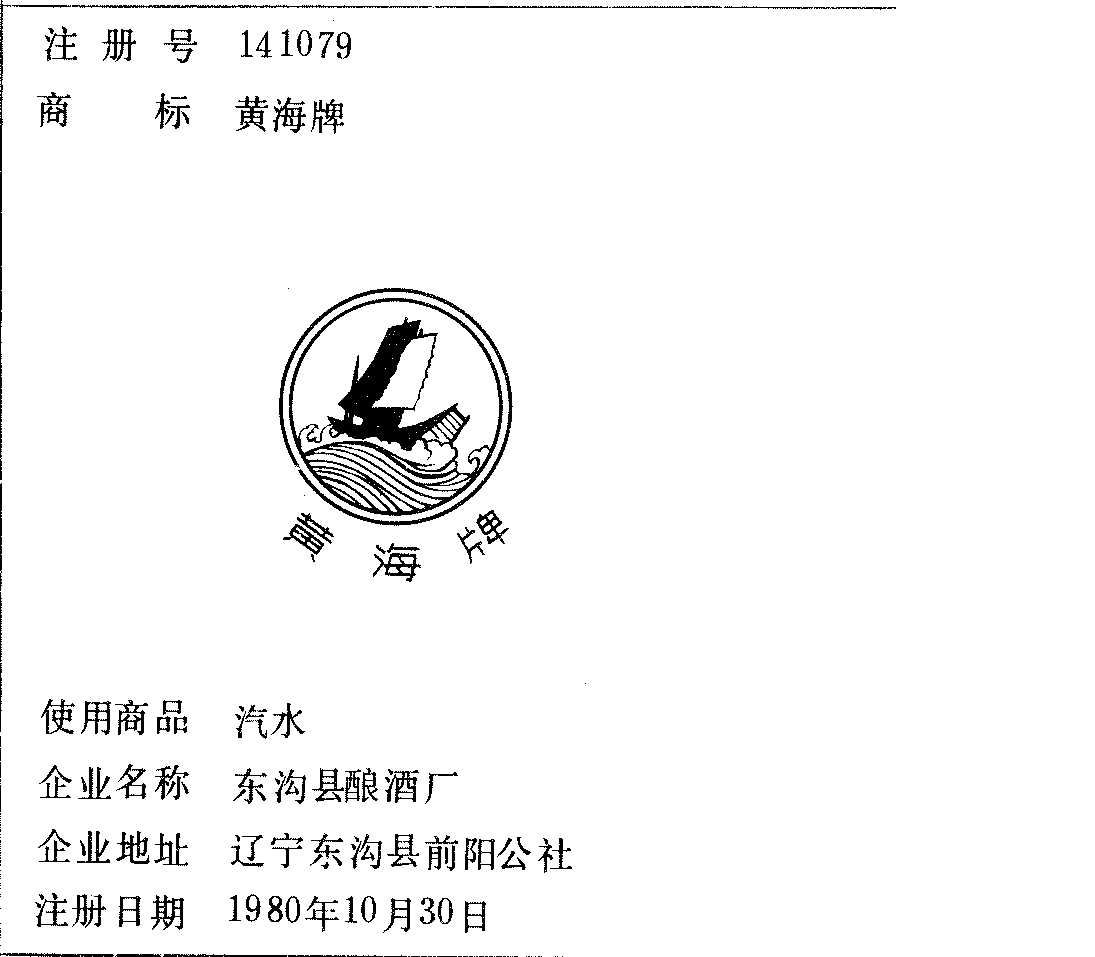 注册号 141079
商标 黄海牌
黄海牌
使用商品 汽水
企业名称 东沟县酿酒厂
企业地址 辽宁东沟县前阳公社
注册日期 1980年10月30日